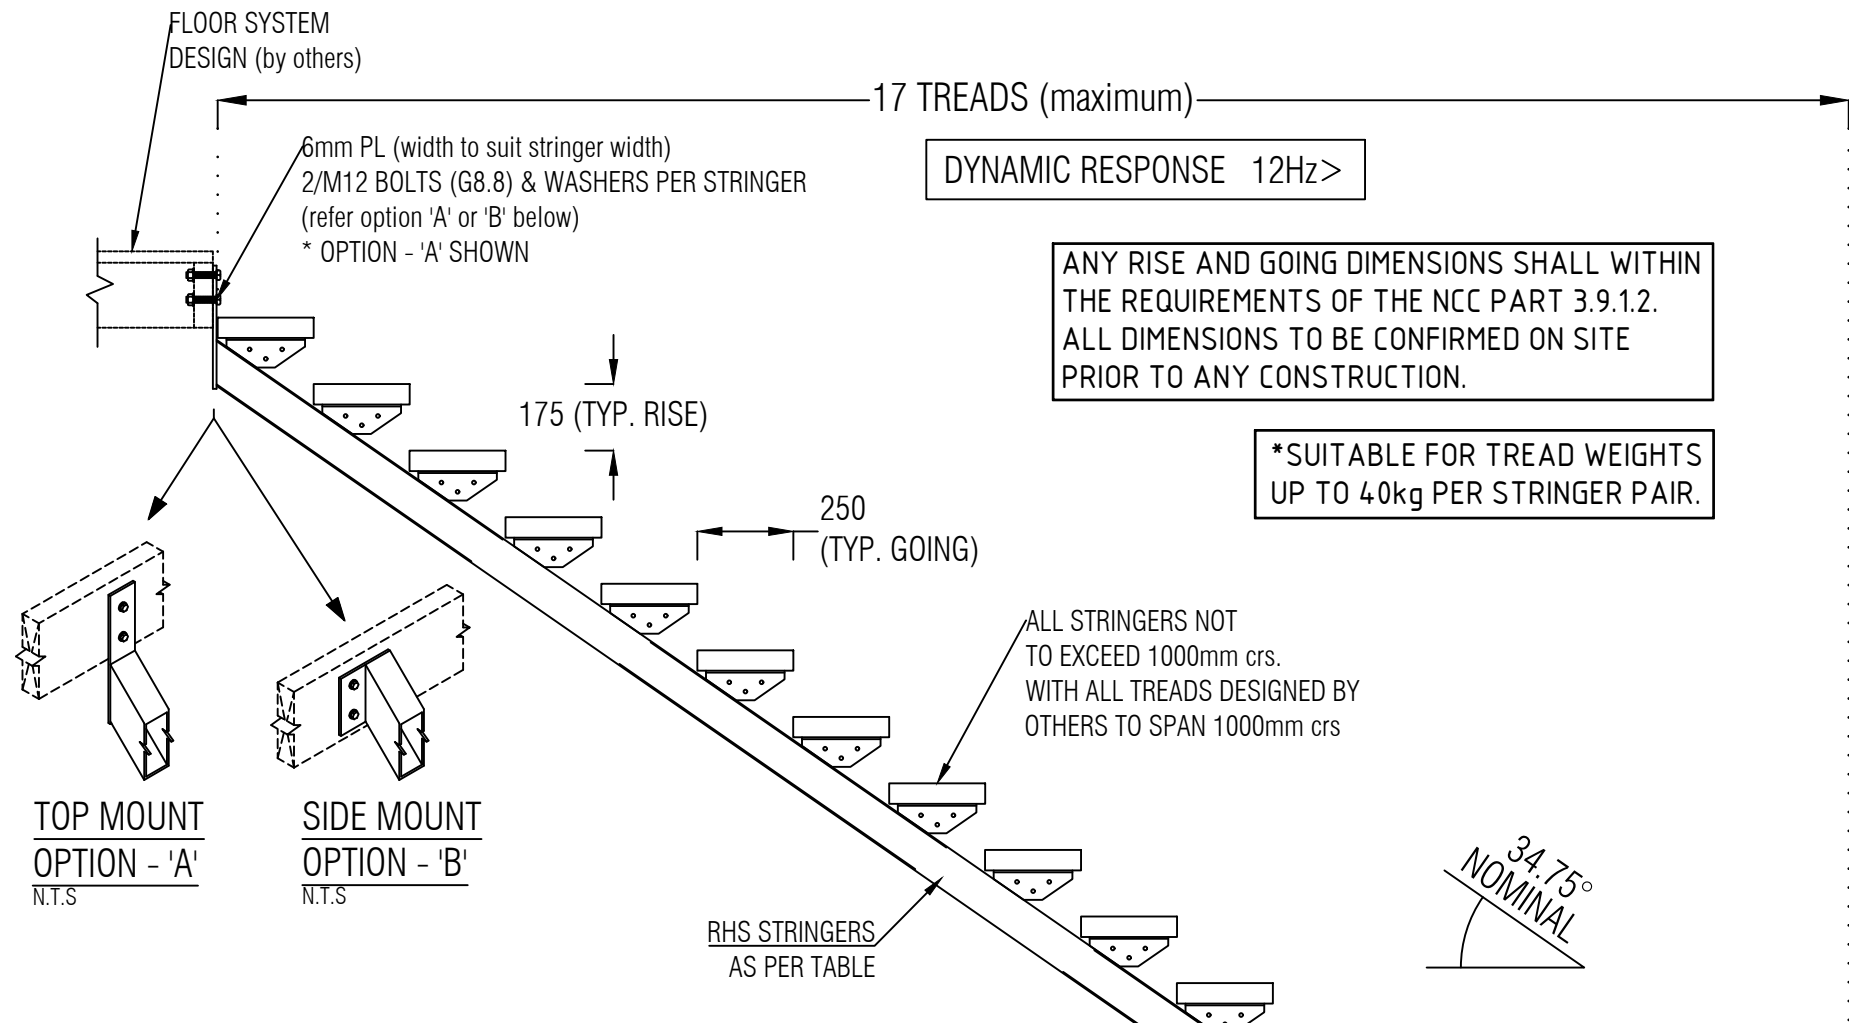 FLOOR SYSTEM
DESIGN (by others)
17 TREADS (maximum)
6mm PL (width to suit stringer width)
2/M12 BOLTS (G8.8) & WASHERS PER STRINGER
(refer option 'A' or 'B' below)
* OPTION - 'A' SHOWN
DYNAMIC RESPONSE 12Hz>
ANY RISE AND GOING DIMENSIONS SHALL WITHIN
THE REQUIREMENTS OF THE NCC PART 3.9.1.2.
ALL DIMENSIONS TO BE CONFIRMED ON SITE
PRIOR TO ANY CONSTRUCTION.
175 (TYP. RISE)
*SUITABLE FOR TREAD WEIGHTS
UP TO 40kg PER STRINGER PAIR.
250
(TYP. GOING)
ALL STRINGERS NOT
TO EXCEED 1000mm crs.
WITH ALL TREADS DESIGNED BY
OTHERS TO SPAN 1000mm crs
TOP MOUNT
OPTION - 'A'
N.T.S
SIDE MOUNT
OPTION - 'B'
N.T.S
RHS STRINGERS
AS PER TABLE
34.75°
NOMINAL